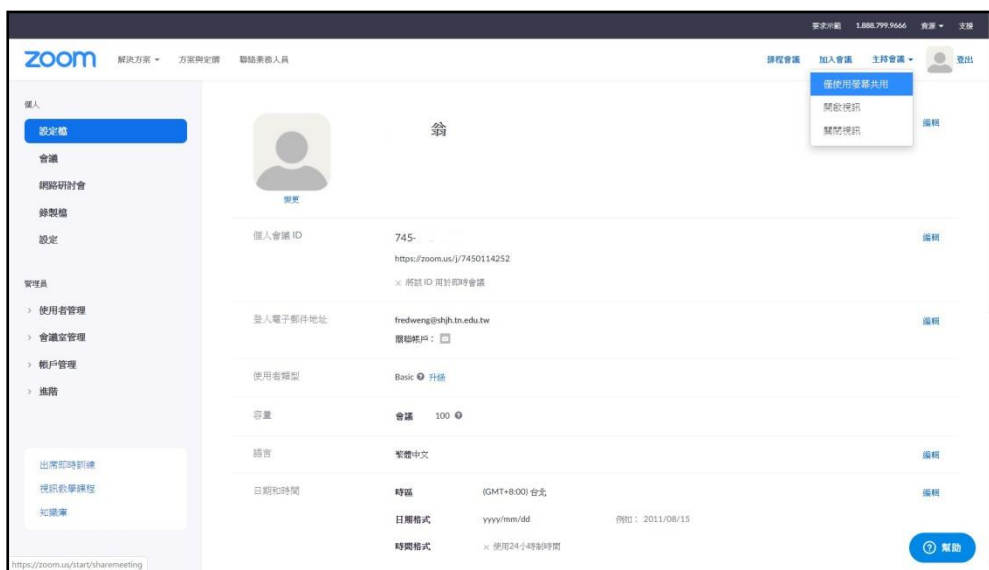 要求示範 1.888.799.9666 資源 支援
zoom 解決方案 方案與定價 聯絡業務人員 排程會議 加入會議 主持會議 登出
僅使用螢幕共用
開啟視訊
關閉視訊
個人
設定檔
會議
網路研討會
錄製檔
設定
管理員
使用者管理
會議室管理
帳戶管理
進階
出席即時訓練
視訊教學課程
知識庫
翁 編輯
變更
個人會議 ID 745- 編輯
https://zoom.us/j/7450114252
× 將該 ID 用於即時會議
登入電子郵件地址 fredweng@shjh.tn.edu.tw 編輯
關聯帳戶：
使用者類型 Basic 升級
容量 會議 100
語言 繁體中文 編輯
日期和時間 時區 (GMT+8:00) 台北 編輯
日期格式 yyyy/mm/dd 例如： 2011/08/15
時間格式 × 使用24小時制時間
幫助
https://zoom.us/start/sharemeeting